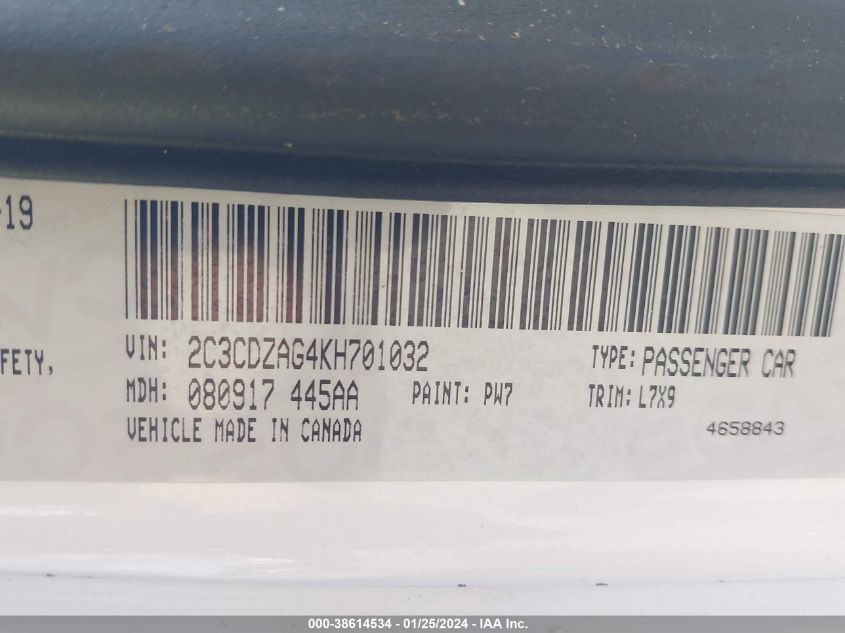 -19
VIN: 2C3CDZAG4KH701032 TYPE: PASSENGER CAR
FETY,
MDH: 080917 445AA PAINT: PW7 TRIM: L7X9
VEHICLE MADE IN CANADA 4658843
000-38614534 - 01/25/2024 - IAA Inc.